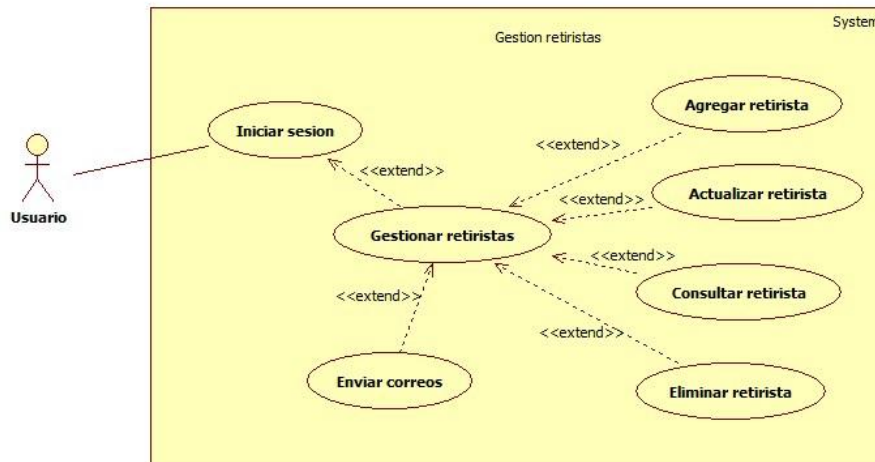 System
Gestion retiristas
Agregar retirista
Iniciar sesion
<<extend>>
<<extend>>
Actualizar retirista
<<extend>>
Usuario
Gestionar retiristas
<<extend>>
Consultar retirista
<<extend>>
<<extend>>
Enviar correos
Eliminar retirista